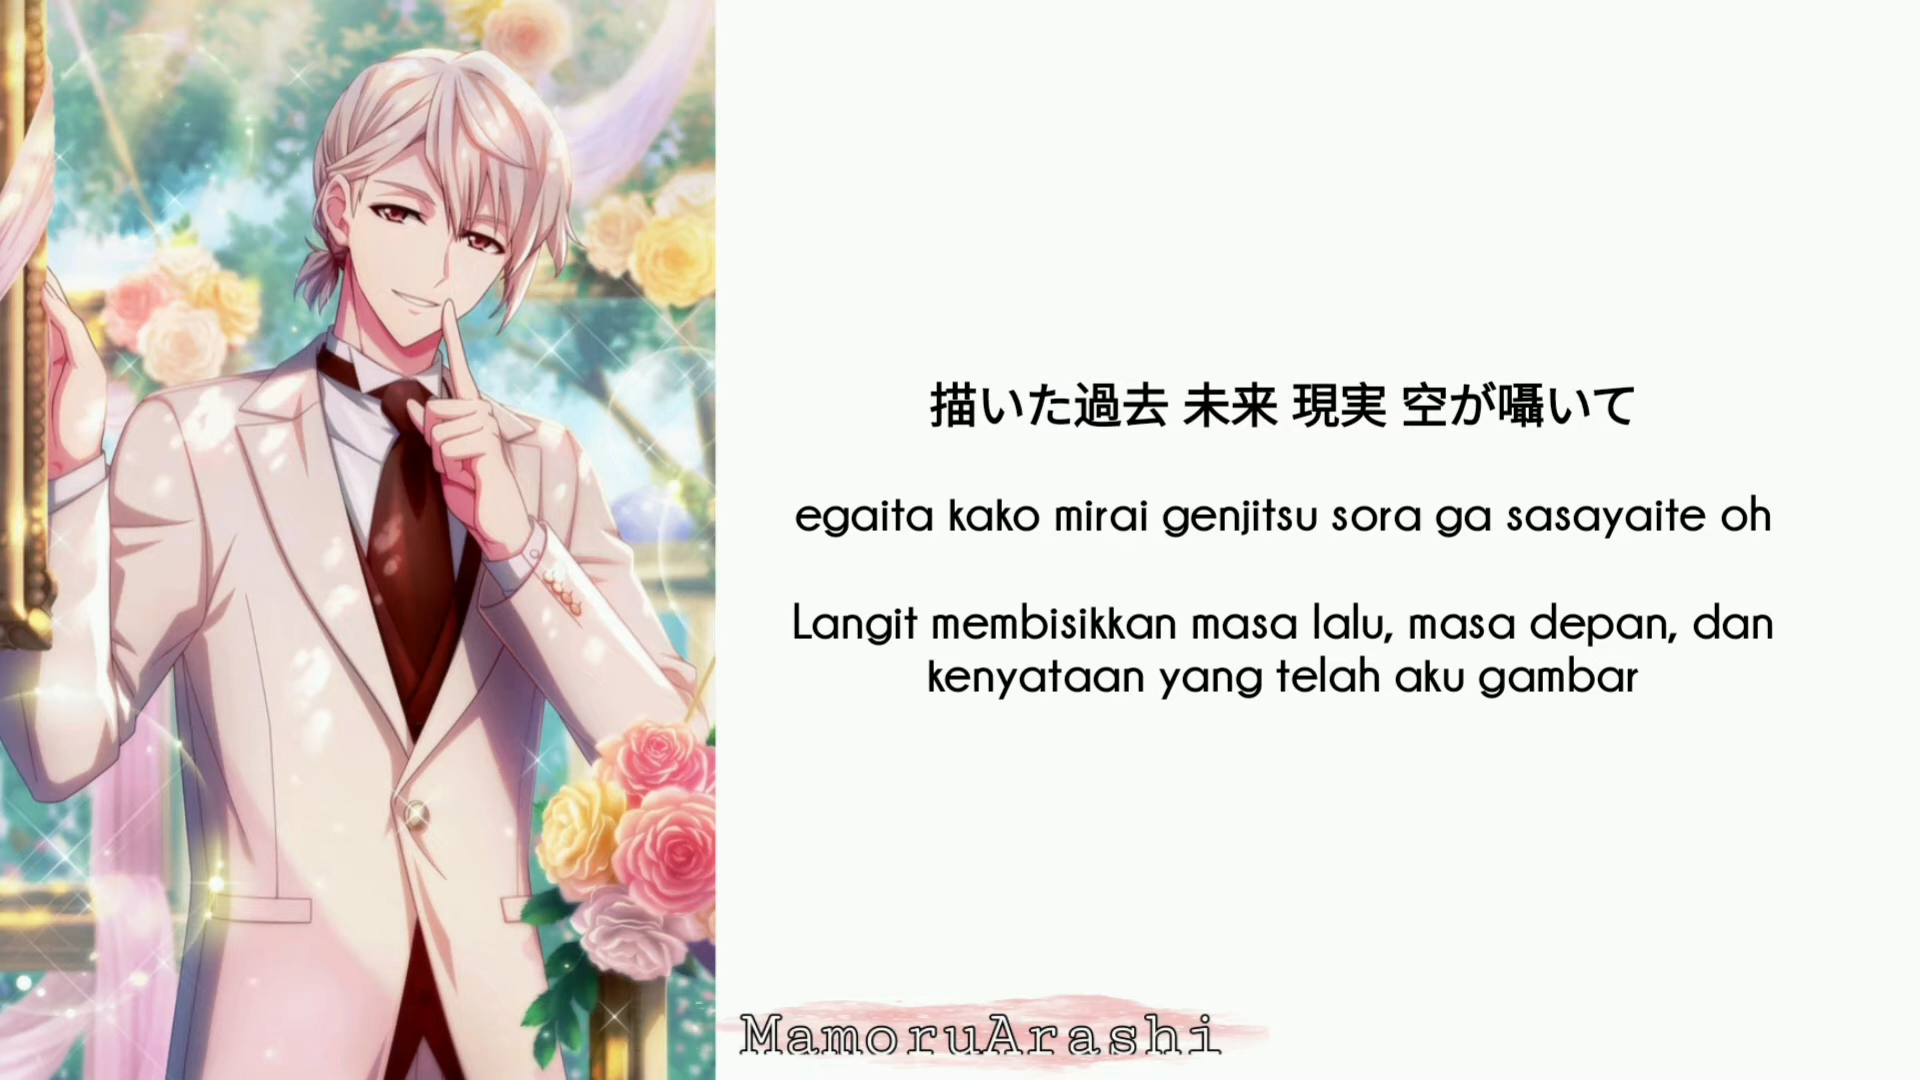 描いた過去 未来 現実 空が囁いて
egaita kako mirai genjitsu sora ga sasayaite oh
Langit membisikkan masa lalu, masa depan, dan
kenyataan yang telah aku gambar
MamoruArashi